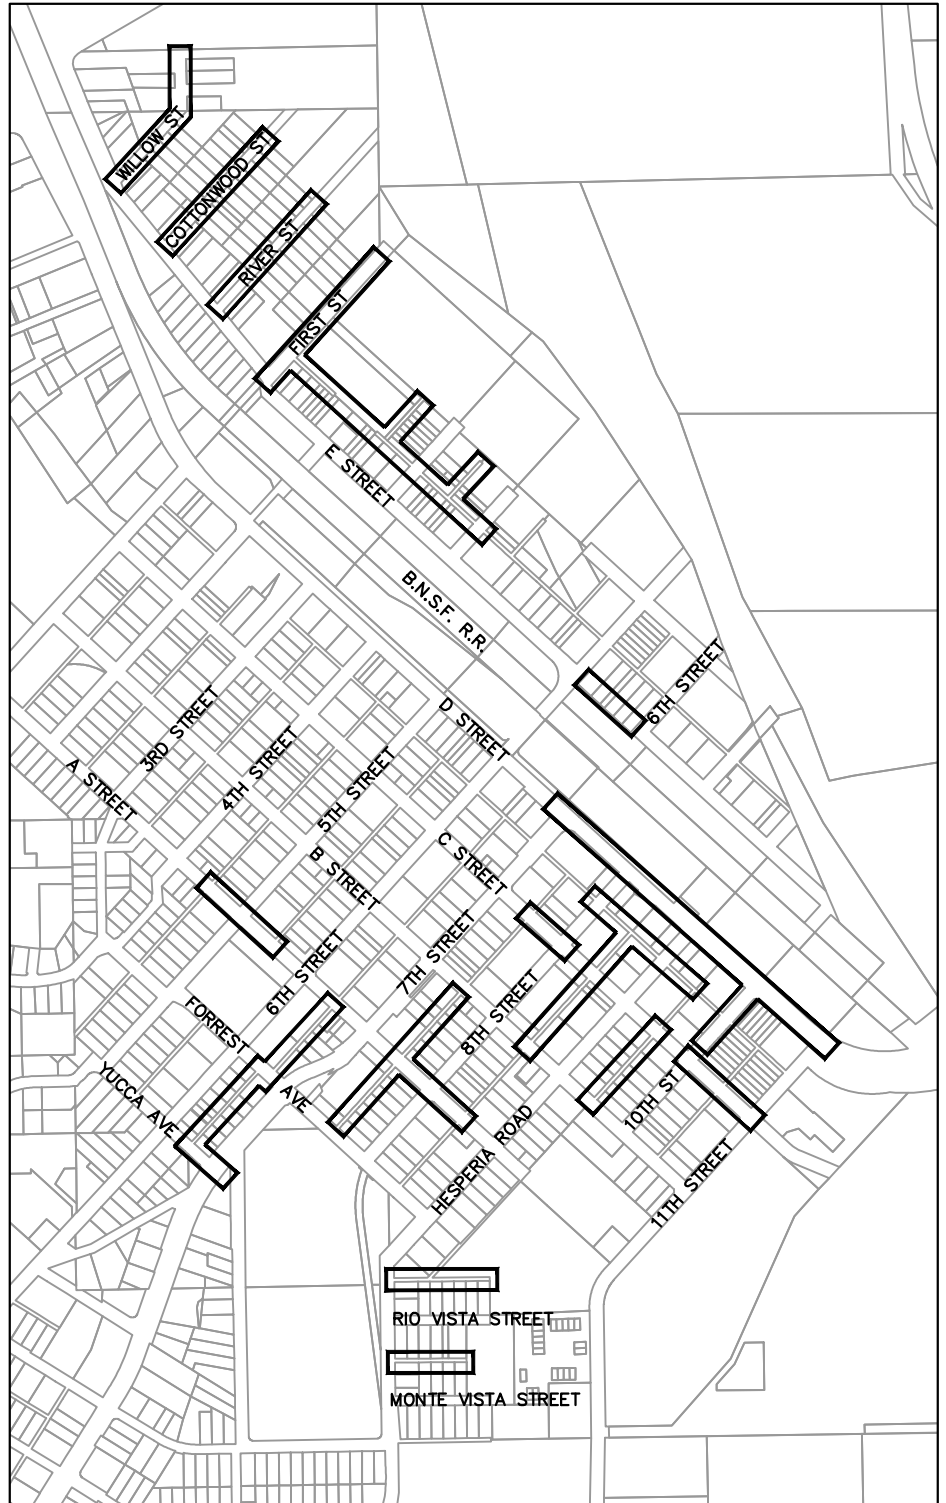 WILLOW ST
COTTONWOOD ST
RIVER ST
FIRST ST
E STREET
B.N.S.F. R.R.
6TH STREET
D STREET
3RD STREET
4TH STREET
A STREET
5TH STREET
C STREET
B STREET
7TH STREET
6TH STREET
8TH STREET
FORREST
AVE
YUCCA AVE
10TH ST
HESPERIA ROAD
11TH STREET
RIO VISTA STREET
MONTE VISTA STREET